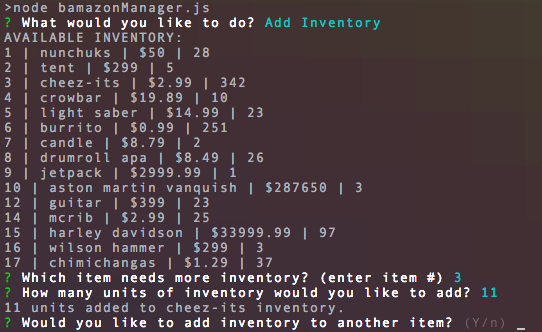 >node bamazonManager.js
? What would you like to do? Add Inventory
AVAILABLE INVENTORY:
1 | nunchuks | $50 | 28
2 | tent | $299 | 5
3 | cheez-its | $2.99 | 342
4 | crowbar | $19.89 | 10
5 | light saber | $14.99 | 23
6 | burrito | $0.99 | 251
7 | candle | $8.79 | 2
8 | drumroll apa | $8.49 | 26
9 | jetpack | $2999.99 | 1
10 | aston martin vanquish | $287650 | 3
12 | guitar | $399 | 23
14 | mcrib | $2.99 | 25
15 | harley davidson | $33999.99 | 97
16 | wilson hammer | $299 | 3
17 | chimichangas | $1.29 | 37
? Which item needs more inventory? (enter item #) 3
? How many units of inventory would you like to add? 11
11 units added to cheez-its inventory.
? Would you like to add inventory to another item? (Y/n) _